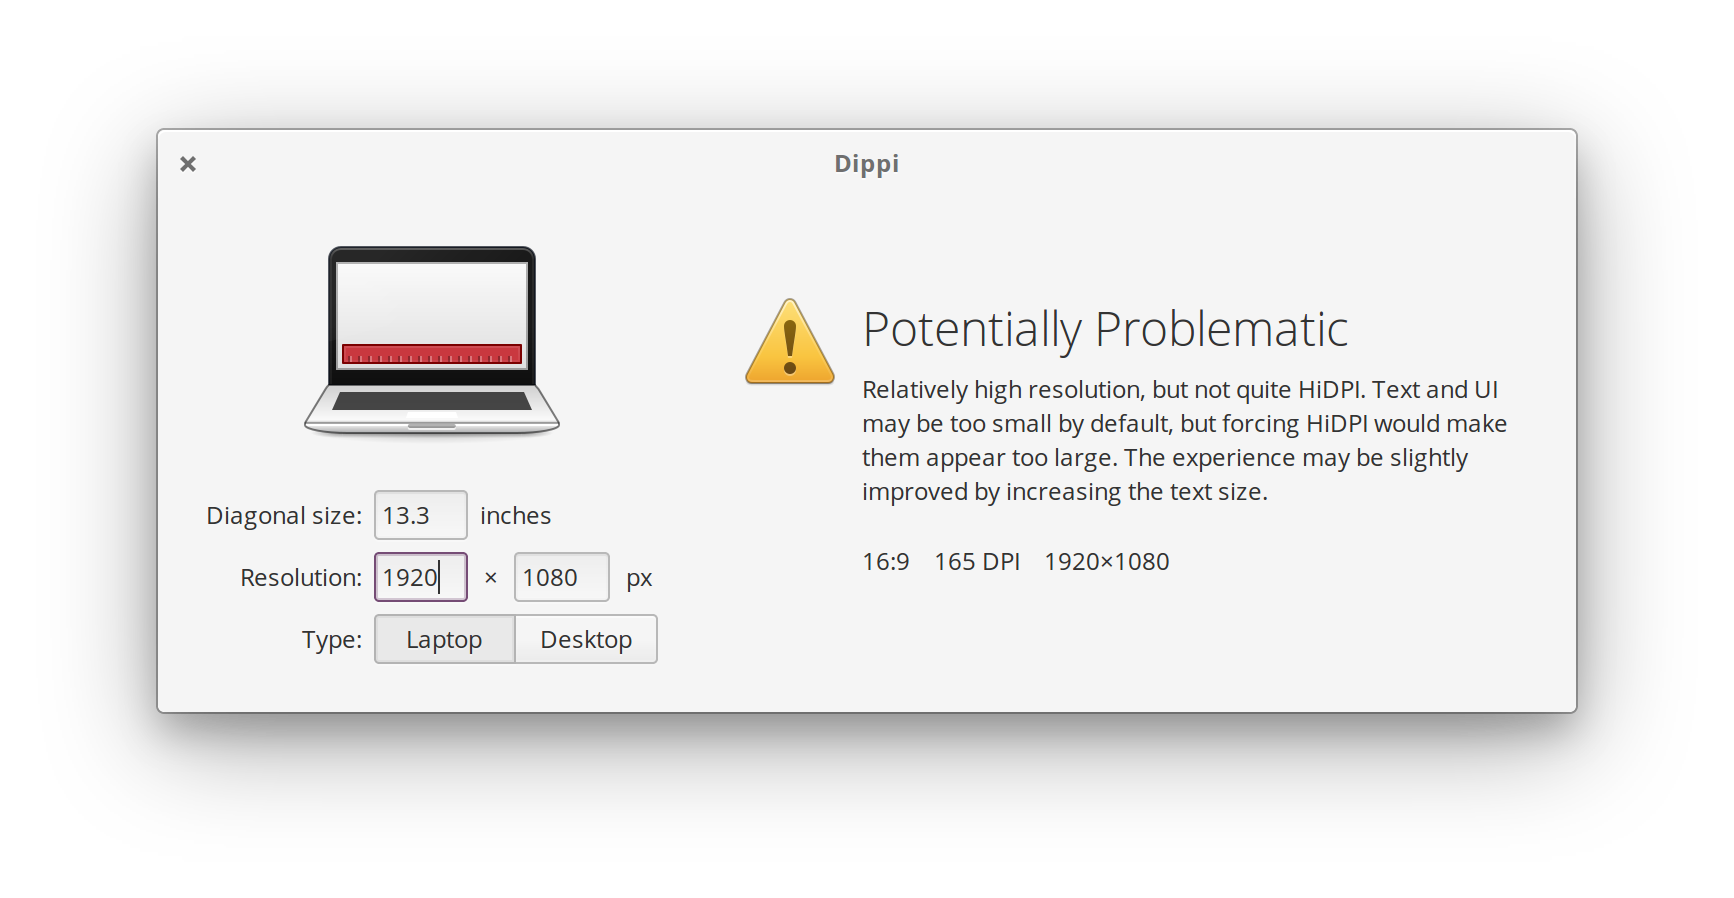 Dippi
Potentially Problematic
Relatively high resolution, but not quite HiDPI. Text and UI
may be too small by default, but forcing HiDPI would make
them appear too large. The experience may be slightly
improved by increasing the text size.
16:9 165 DPI 1920×1080
Diagonal size: 13.3 inches
Resolution: 1920 × 1080 px
Type: Laptop Desktop